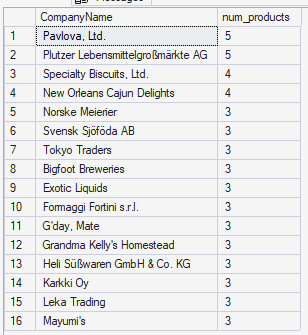 Messages
CompanyName num_products
1 Pavlova, Ltd. 5
2 Plutzer Lebensmittelgroßmärkte AG 5
3 Specialty Biscuits, Ltd. 4
4 New Orleans Cajun Delights 4
5 Norske Meierier 3
6 Svensk Sjöföda AB 3
7 Tokyo Traders 3
8 Bigfoot Breweries 3
9 Exotic Liquids 3
10 Formaggi Fortini s.r.l. 3
11 G'day, Mate 3
12 Grandma Kelly's Homestead 3
13 Heli Süßwaren GmbH & Co. KG 3
14 Karkki Oy 3
15 Leka Trading 3
16 Mayumi's 3